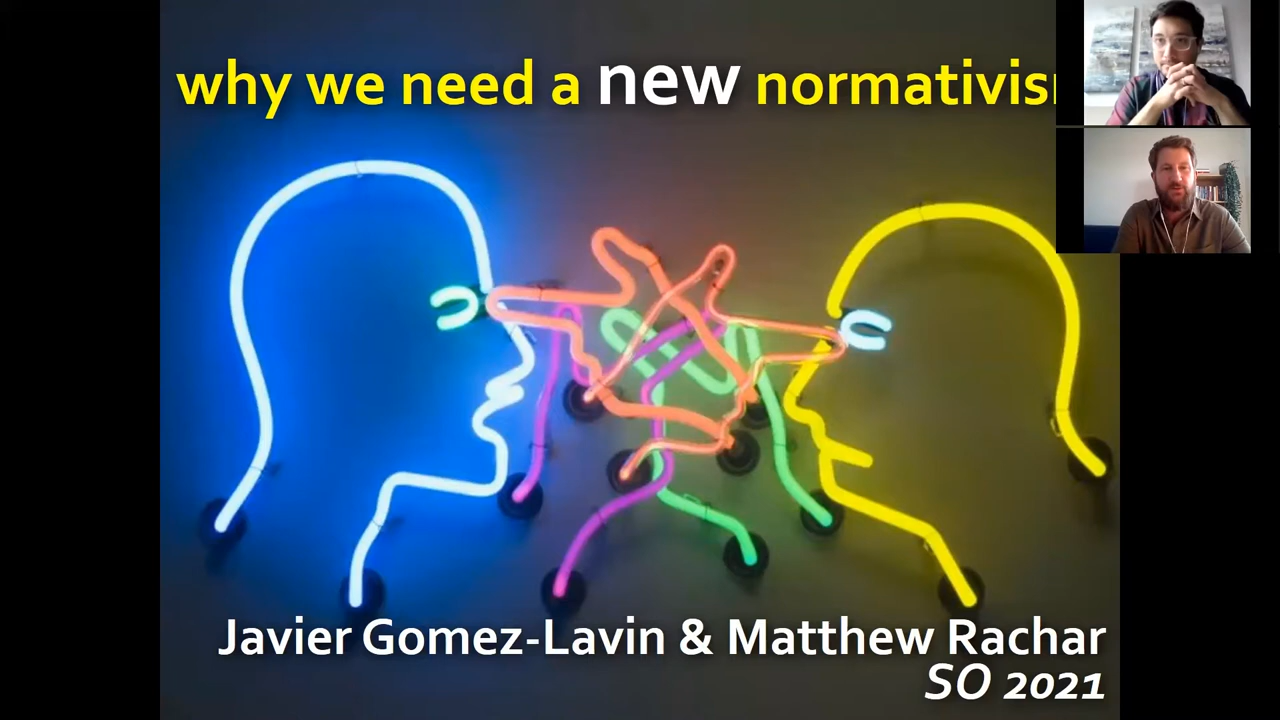 why we need a new normativis
Javier Gomez-Lavin & Matthew Rachar
SO 2021